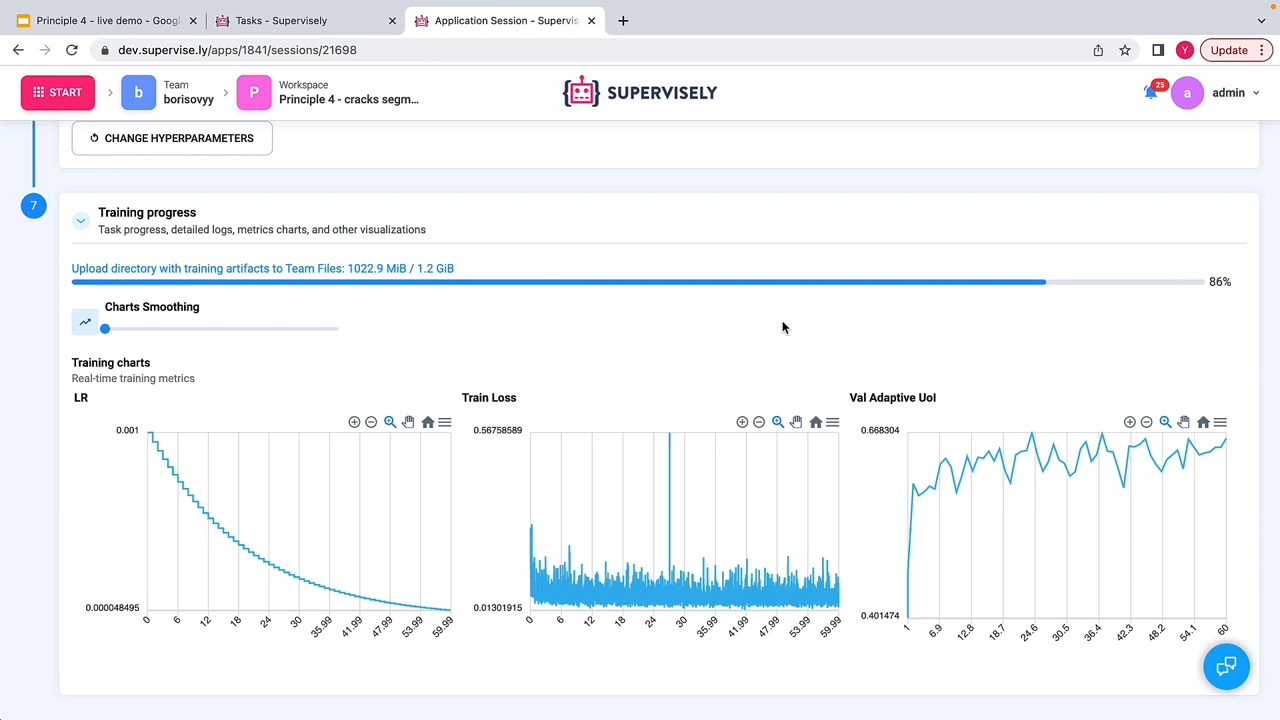 Principle 4 - live demo - Googl
Tasks - Supervisely
Application Session - Supervis
dev.supervise.ly/apps/1841/sessions/21698
Y
Update
START
b
Team
borisovyy
P
Workspace
Principle 4 - cracks segm...
SUPERVISELY
25
a
admin
CHANGE HYPERPARAMETERS
7
Training progress
Task progress, detailed logs, metrics charts, and other visualizations
Upload directory with training artifacts to Team Files: 1022.9 MiB / 1.2 GiB
86%
Charts Smoothing
Training charts
Real-time training metrics
LR
0.001
0.000048495
0 6 12 18 24 30 35.99 41.99 47.99 53.99 59.99
Train Loss
0.56758589
0.01301915
0 6 12 18 24 30 35.99 41.99 47.99 53.99 59.99
Val Adaptive UoI
0.668304
0.401474
1 6.9 12.8 18.7 24.6 30.5 36.4 42.3 48.2 54.1 60